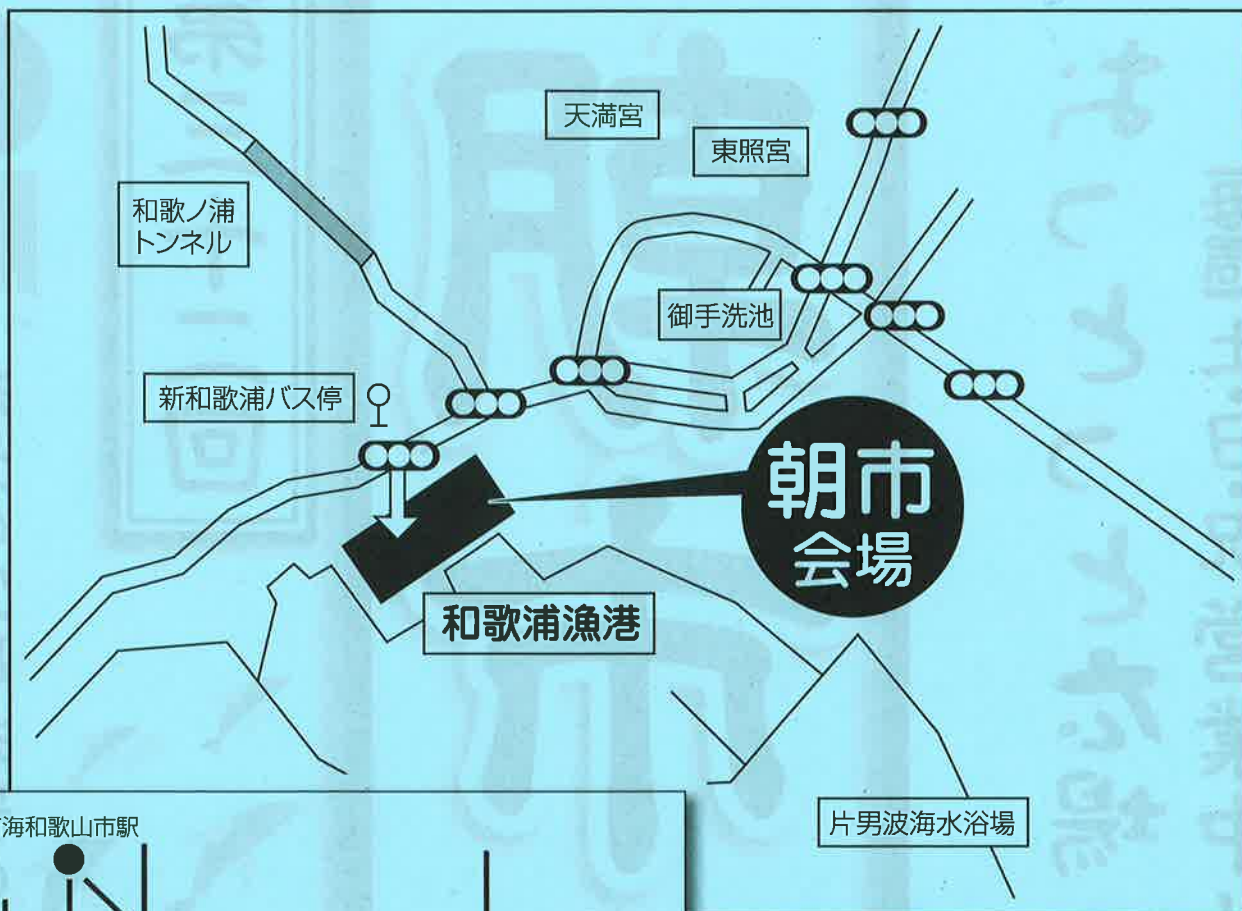 天満宮
東照宮
和歌ノ浦
トンネル
御手洗池
新和歌浦バス停
朝市
会場
和歌浦漁港
片男波海水浴場
海和歌山市駅